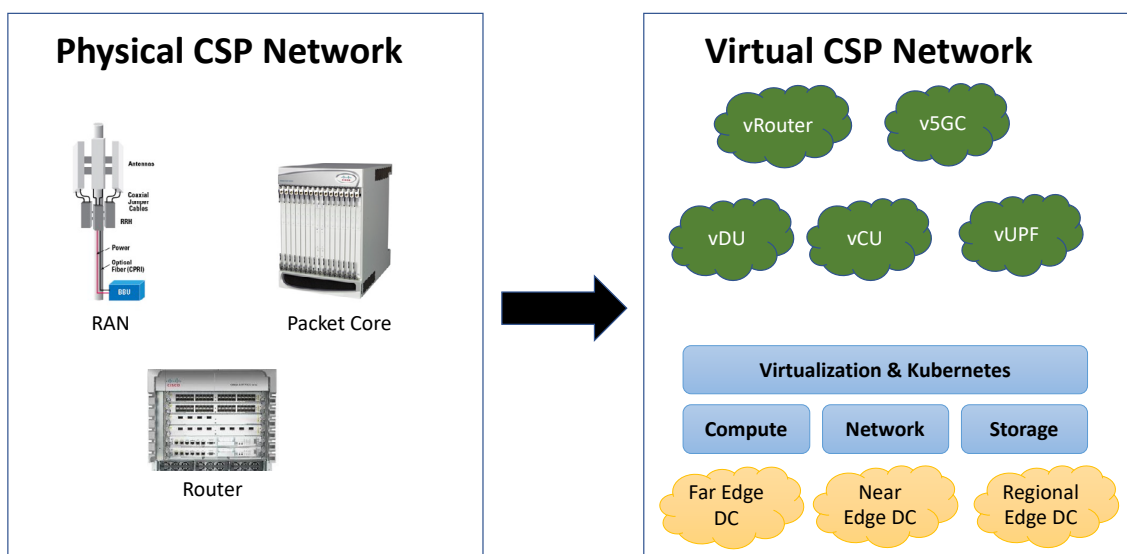 Physical CSP Network
Antennas
Coaxial
Jumper
Cables
RRH
Power
Optical
Fiber (CPRI)
BBU
RAN
Packet Core
Router
Virtual CSP Network
vRouter
v5GC
vDU
vCU
vUPF
Virtualization & Kubernetes
Compute
Network
Storage
Far Edge
DC
Near
Edge DC
Regional
Edge DC